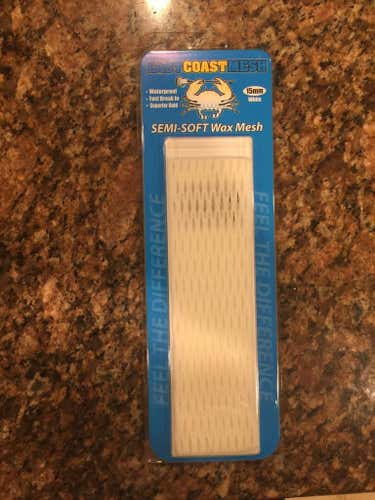 EAST COAST MESH
• Waterproof
• Fast Break In
• Superior Hold
15mm
White
SEMI-SOFT Wax Mesh
FEEL THE DIFFERENCE
FEEL THE DIFFERENCE